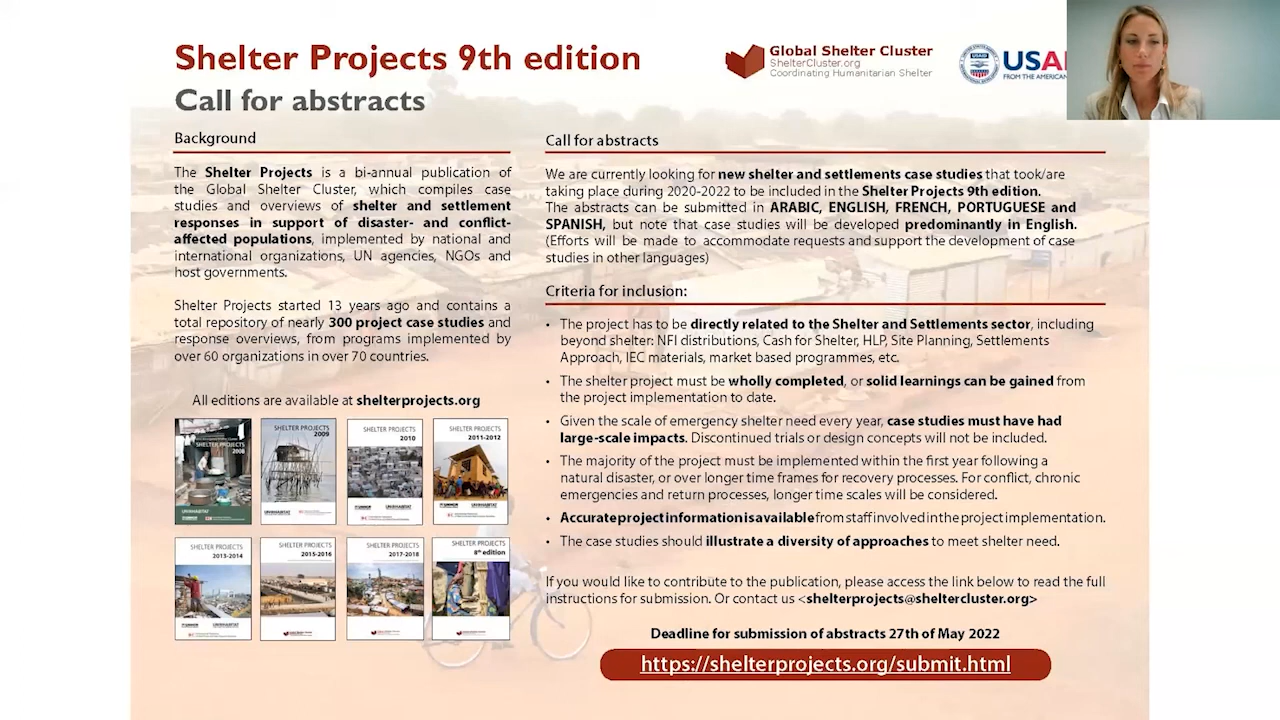 Shelter Projects 9th edition
Call for abstracts
Global Shelter Cluster
ShelterCluster.org
Coordinating Humanitarian Shelter
USAID
USAI
FROM THE AMERICAN
Background
The Shelter Projects is a bi-annual publication of
the Global Shelter Cluster, which compiles case
studies and overviews of shelter and settlement
responses in support of disaster- and conflict-
affected populations, implemented by national and
international organizations, UN agencies, NGOs and
host governments.
Shelter Projects started 13 years ago and contains a
total repository of nearly 300 project case studies and
response overviews, from programs implemented by
over 60 organizations in over 70 countries.
All editions are available at shelterprojects.org
SHELTER PROJECTS
2008
SHELTER PROJECTS
2009
SHELTER PROJECTS
2010
SHELTER PROJECTS
2011-2012
UN-HABITAT
SHELTER PROJECTS
2013-2014
SHELTER PROJECTS
2015-2016
SHELTER PROJECTS
2017-2018
SHELTER PROJECTS
8th edition
Call for abstracts
We are currently looking for new shelter and settlements case studies that took/are
taking place during 2020-2022 to be included in the Shelter Projects 9th edition.
The abstracts can be submitted in ARABIC, ENGLISH, FRENCH, PORTUGUESE and
SPANISH, but note that case studies will be developed predominantly in English.
(Efforts will be made to accommodate requests and support the development of case
studies in other languages)
Criteria for inclusion:
• The project has to be directly related to the Shelter and Settlements sector, including
beyond shelter: NFI distributions, Cash for Shelter, HLP, Site Planning, Settlements
Approach, IEC materials, market based programmes, etc.
• The shelter project must be wholly completed, or solid learnings can be gained from
the project implementation to date.
• Given the scale of emergency shelter need every year, case studies must have had
large-scale impacts. Discontinued trials or design concepts will not be included.
• The majority of the project must be implemented within the first year following a
natural disaster, or over longer time frames for recovery processes. For conflict, chronic
emergencies and return processes, longer time scales will be considered.
• Accurate project information is available from staff involved in the project implementation.
• The case studies should illustrate a diversity of approaches to meet shelter need.
If you would like to contribute to the publication, please access the link below to read the full
instructions for submission. Or contact us <shelterprojects@sheltercluster.org>
Deadline for submission of abstracts 27th of May 2022
https://shelterprojects.org/submit.html